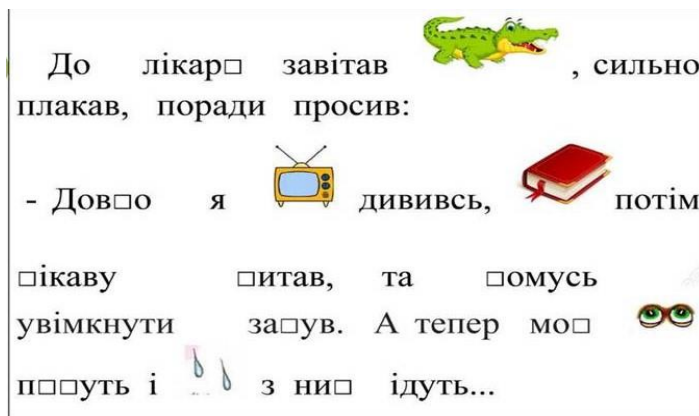 До лікар□ завітав , сильно
плакав, поради просив:
- Дов□о я дививсь, потім
□ікаву □итав, та □омусь
увімкнути за□ув. А тепер мо□
п□□уть і з ни□ ідуть...